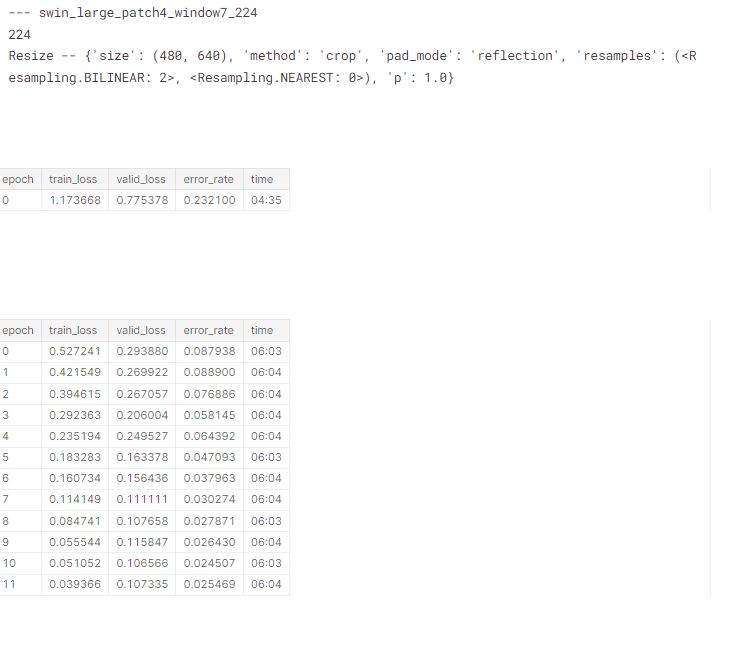 --- swin_large_patch4_window7_224
224
Resize -- {'size': (480, 640), 'method': 'crop', 'pad_mode': 'reflection', 'resamples': (<R
esampling.BILINEAR: 2>, <Resampling.NEAREST: 0>), 'p': 1.0}
epoch train_loss valid_loss error_rate time
0 1.173668 0.775378 0.232100 04:35
epoch train_loss valid_loss error_rate time
0 0.527241 0.293880 0.087938 06:03
1 0.421549 0.269922 0.088900 06:04
2 0.394615 0.267057 0.076886 06:04
3 0.292363 0.206004 0.058145 06:04
4 0.235194 0.249527 0.064392 06:04
5 0.183283 0.163378 0.047093 06:03
6 0.160734 0.156436 0.037963 06:04
7 0.114149 0.111111 0.030274 06:04
8 0.084741 0.107658 0.027871 06:03
9 0.055544 0.115847 0.026430 06:04
10 0.051052 0.106566 0.024507 06:03
11 0.039366 0.107335 0.025469 06:04